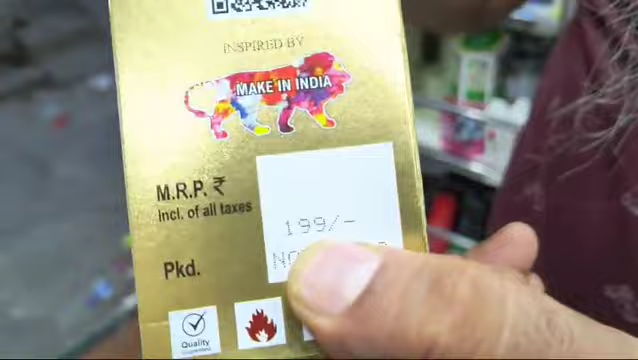 INSPIRED BY
MAKE IN INDIA
M.R.P. ₹
Incl. of all taxes
199/-
Pkd.
Quality